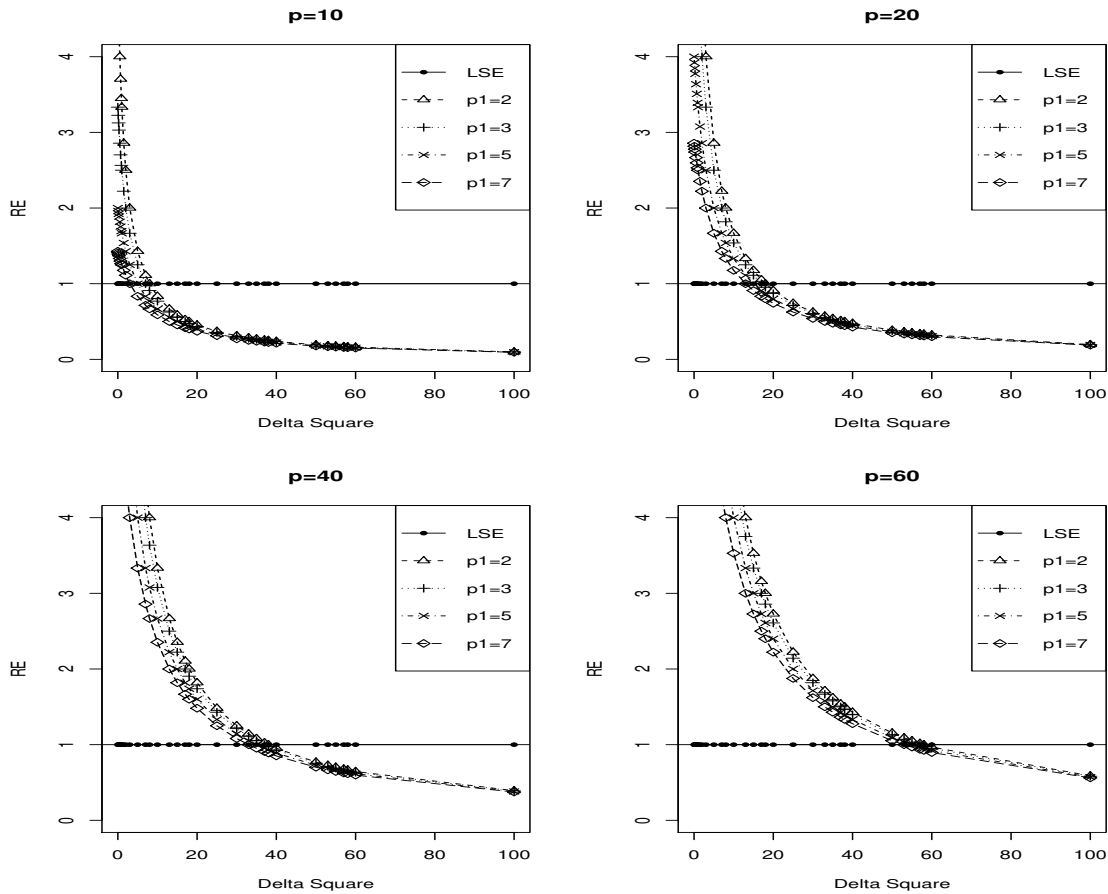 p=10
RE
4
3
2
1
0
LSE
p1=2
p1=3
p1=5
p1=7
0 20 40 60 80 100
Delta Square
p=20
RE
4
3
2
1
0
LSE
p1=2
p1=3
p1=5
p1=7
0 20 40 60 80 100
Delta Square
p=40
RE
4
3
2
1
0
LSE
p1=2
p1=3
p1=5
p1=7
0 20 40 60 80 100
Delta Square
p=60
RE
4
3
2
1
0
LSE
p1=2
p1=3
p1=5
p1=7
0 20 40 60 80 100
Delta Square